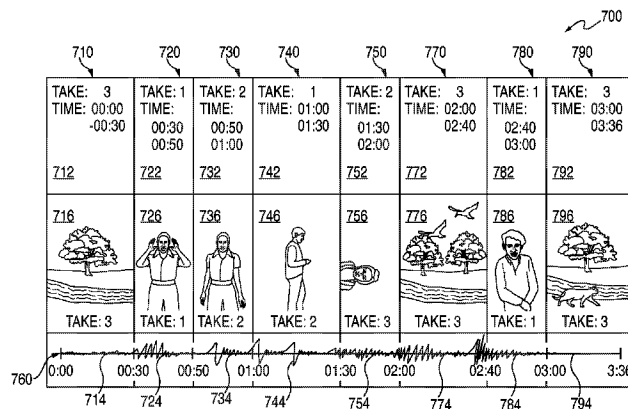 700
710 720 730 740 750 770 780 790
TAKE: 3 TAKE: 1 TAKE: 2 TAKE: 1 TAKE: 2 TAKE: 3 TAKE: 1 TAKE: 3
TIME: 00:00 TIME: TIME: TIME: 01:00 TIME: TIME: 02:00 TIME: TIME: 03:00
-00:30 00:30 00:50 01:30 01:30 02:40 02:40 03:36
00:50 01:00 02:00 03:00
712 722 732 742 752 772 782 792
716 726 736 746 756 776 786 796
TAKE: 3 TAKE: 1 TAKE: 2 TAKE: 2 TAKE: 3 TAKE: 3 TAKE: 1 TAKE: 3
760
0:00 00:30 00:50 01:00 01:30 02:00 02:40 03:00 3:36
714 724 734 744 754 774 784 794